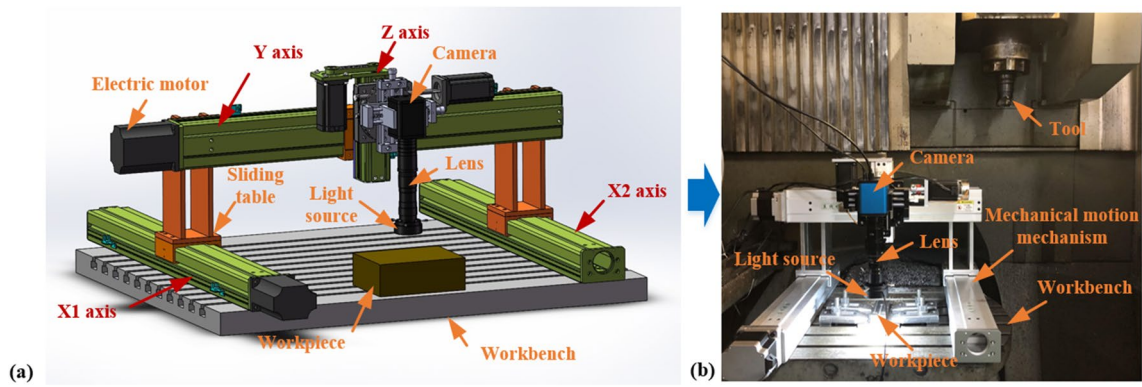 Z axis
Camera
Y axis
Electric motor
Sliding
table
Light
source
Lens
X2 axis
X1 axis
Workpiece
Workbench
(a)
Tool
Camera
Mechanical motion
mechanism
Lens
Light source
Workbench
Workpiece
(b)